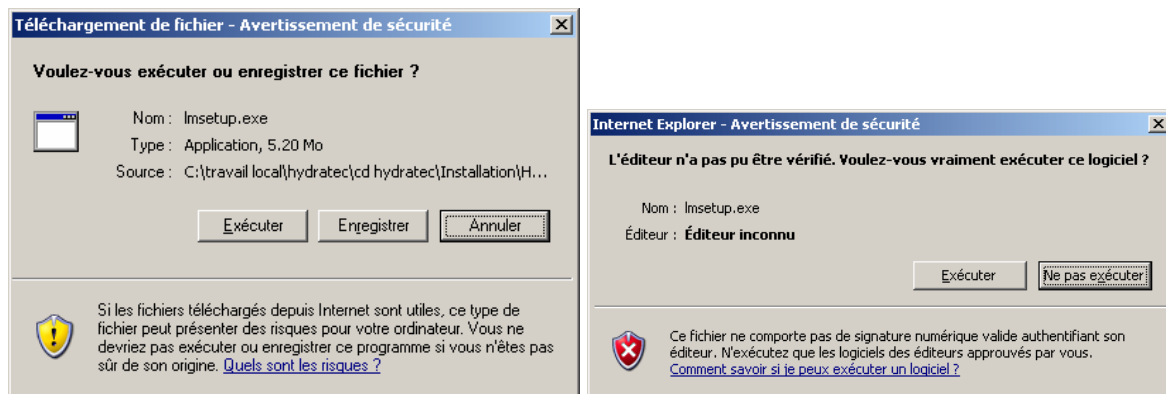 Téléchargement de fichier - Avertissement de sécurité
Voulez-vous exécuter ou enregistrer ce fichier ?
Nom : lmsetup.exe
Type : Application, 5.20 Mo
Source : C:\travail local\hydratec\cd hydratec\Installation\H...
Exécuter Enregistrer Annuler
Si les fichiers téléchargés depuis Internet sont utiles, ce type de
fichier peut présenter des risques pour votre ordinateur. Vous ne
devriez pas exécuter ou enregistrer ce programme si vous n'êtes pas
sûr de son origine. Quels sont les risques ?
Internet Explorer - Avertissement de sécurité
L'éditeur n'a pas pu être vérifié. Voulez-vous vraiment exécuter ce logiciel ?
Nom : lmsetup.exe
Éditeur : Éditeur inconnu
Exécuter Ne pas exécuter
Ce fichier ne comporte pas de signature numérique valide authentifiant son
éditeur. N'exécutez que les logiciels des éditeurs approuvés par vous.
Comment savoir si je peux exécuter un logiciel ?